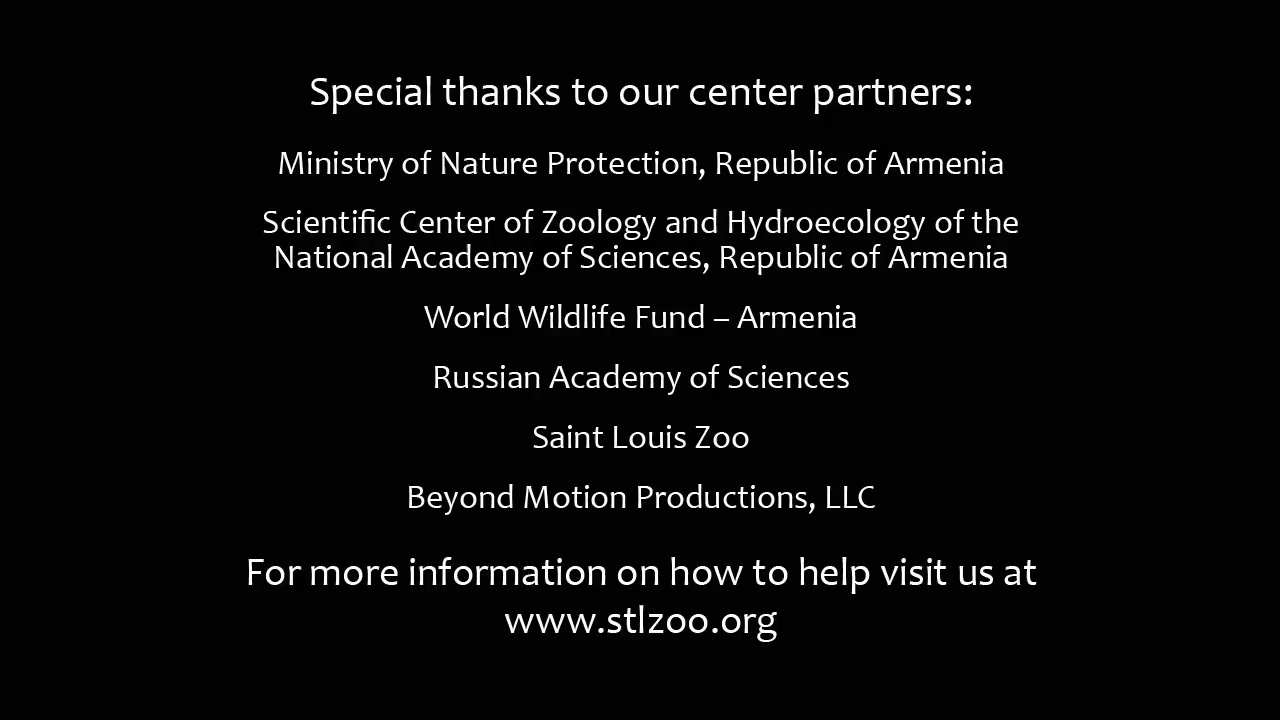 Special thanks to our center partners:
Ministry of Nature Protection, Republic of Armenia
Scientific Center of Zoology and Hydroecology of the
National Academy of Sciences, Republic of Armenia
World Wildlife Fund – Armenia
Russian Academy of Sciences
Saint Louis Zoo
Beyond Motion Productions, LLC
For more information on how to help visit us at
www.stlzoo.org